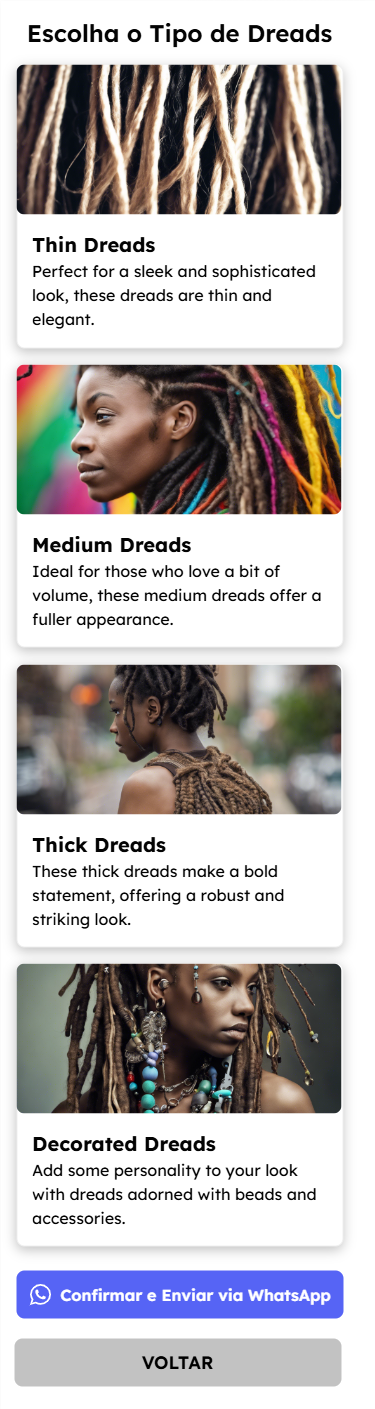 Escolha o Tipo de Dreads
Thin Dreads
Perfect for a sleek and sophisticated
look, these dreads are thin and
elegant.
Medium Dreads
Ideal for those who love a bit of
volume, these medium dreads offer a
fuller appearance.
Thick Dreads
These thick dreads make a bold
statement, offering a robust and
striking look.
Decorated Dreads
Add some personality to your look
with dreads adorned with beads and
accessories.
Confirmar e Enviar via WhatsApp
VOLTAR